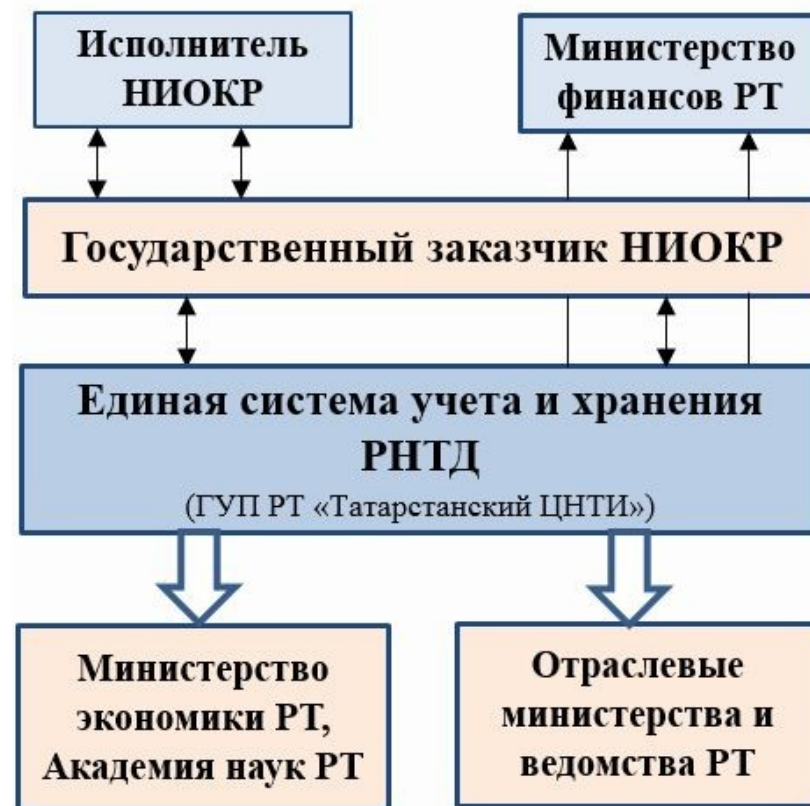 Исполнитель
НИОКР
Министерство
финансов РТ
Государственный заказчик НИОКР
Единая система учета и хранения
РНТД
(ГУП РТ «Татарстанский ЦНТИ»)
Министерство
экономики РТ,
Академия наук РТ
Отраслевые
министерства и
ведомства РТ